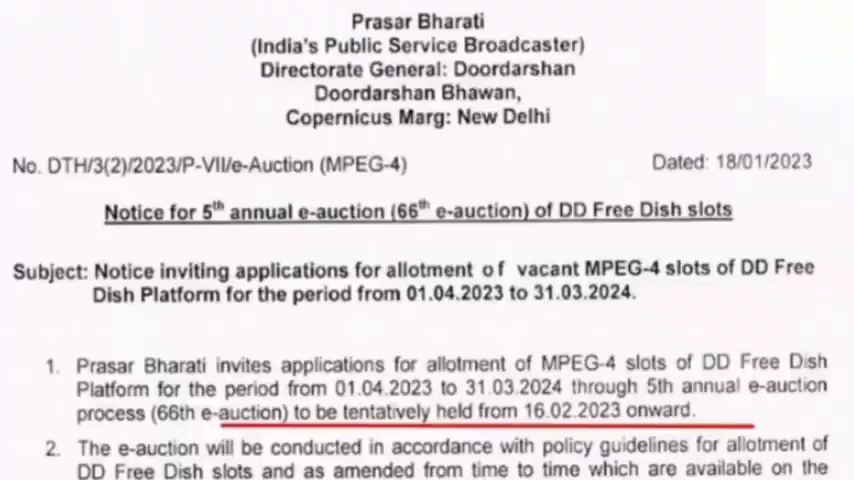 Prasar Bharati
(India's Public Service Broadcaster)
Directorate General: Doordarshan
Doordarshan Bhawan,
Copernicus Marg: New Delhi
No. DTH/3(2)/2023/P-VII/e-Auction (MPEG-4) Dated: 18/01/2023
Notice for 5th annual e-auction (66th e-auction) of DD Free Dish slots
Subject: Notice inviting applications for allotment of vacant MPEG-4 slots of DD Free
Dish Platform for the period from 01.04.2023 to 31.03.2024.
1. Prasar Bharati invites applications for allotment of MPEG-4 slots of DD Free Dish
Platform for the period from 01.04.2023 to 31.03.2024 through 5th annual e-auction
process (66th e-auction) to be tentatively held from 16.02.2023 onward.
2. The e-auction will be conducted in accordance with policy guidelines for allotment of
DD Free Dish slots and as amended from time to time which are available on the